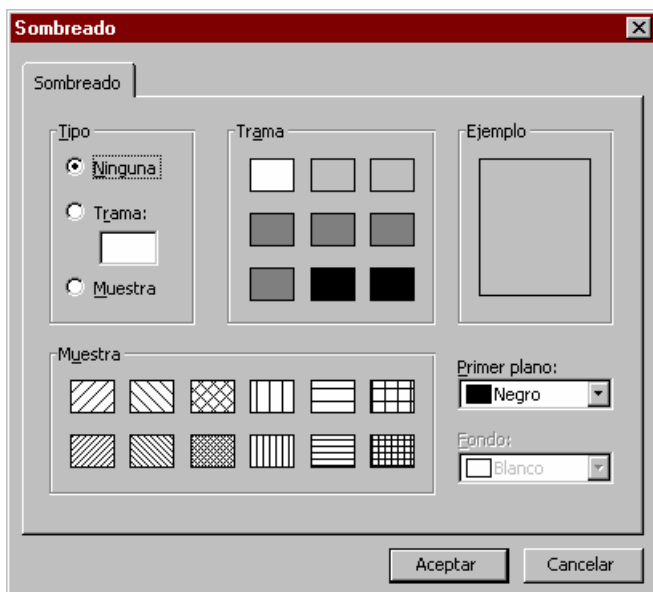 Sombreado
Sombreado
Tipo
Ninguna
Trama:
Muestra
Trama
Ejemplo
Muestra
Primer plano:
Negro
Fondo:
Blanco
Aceptar
Cancelar